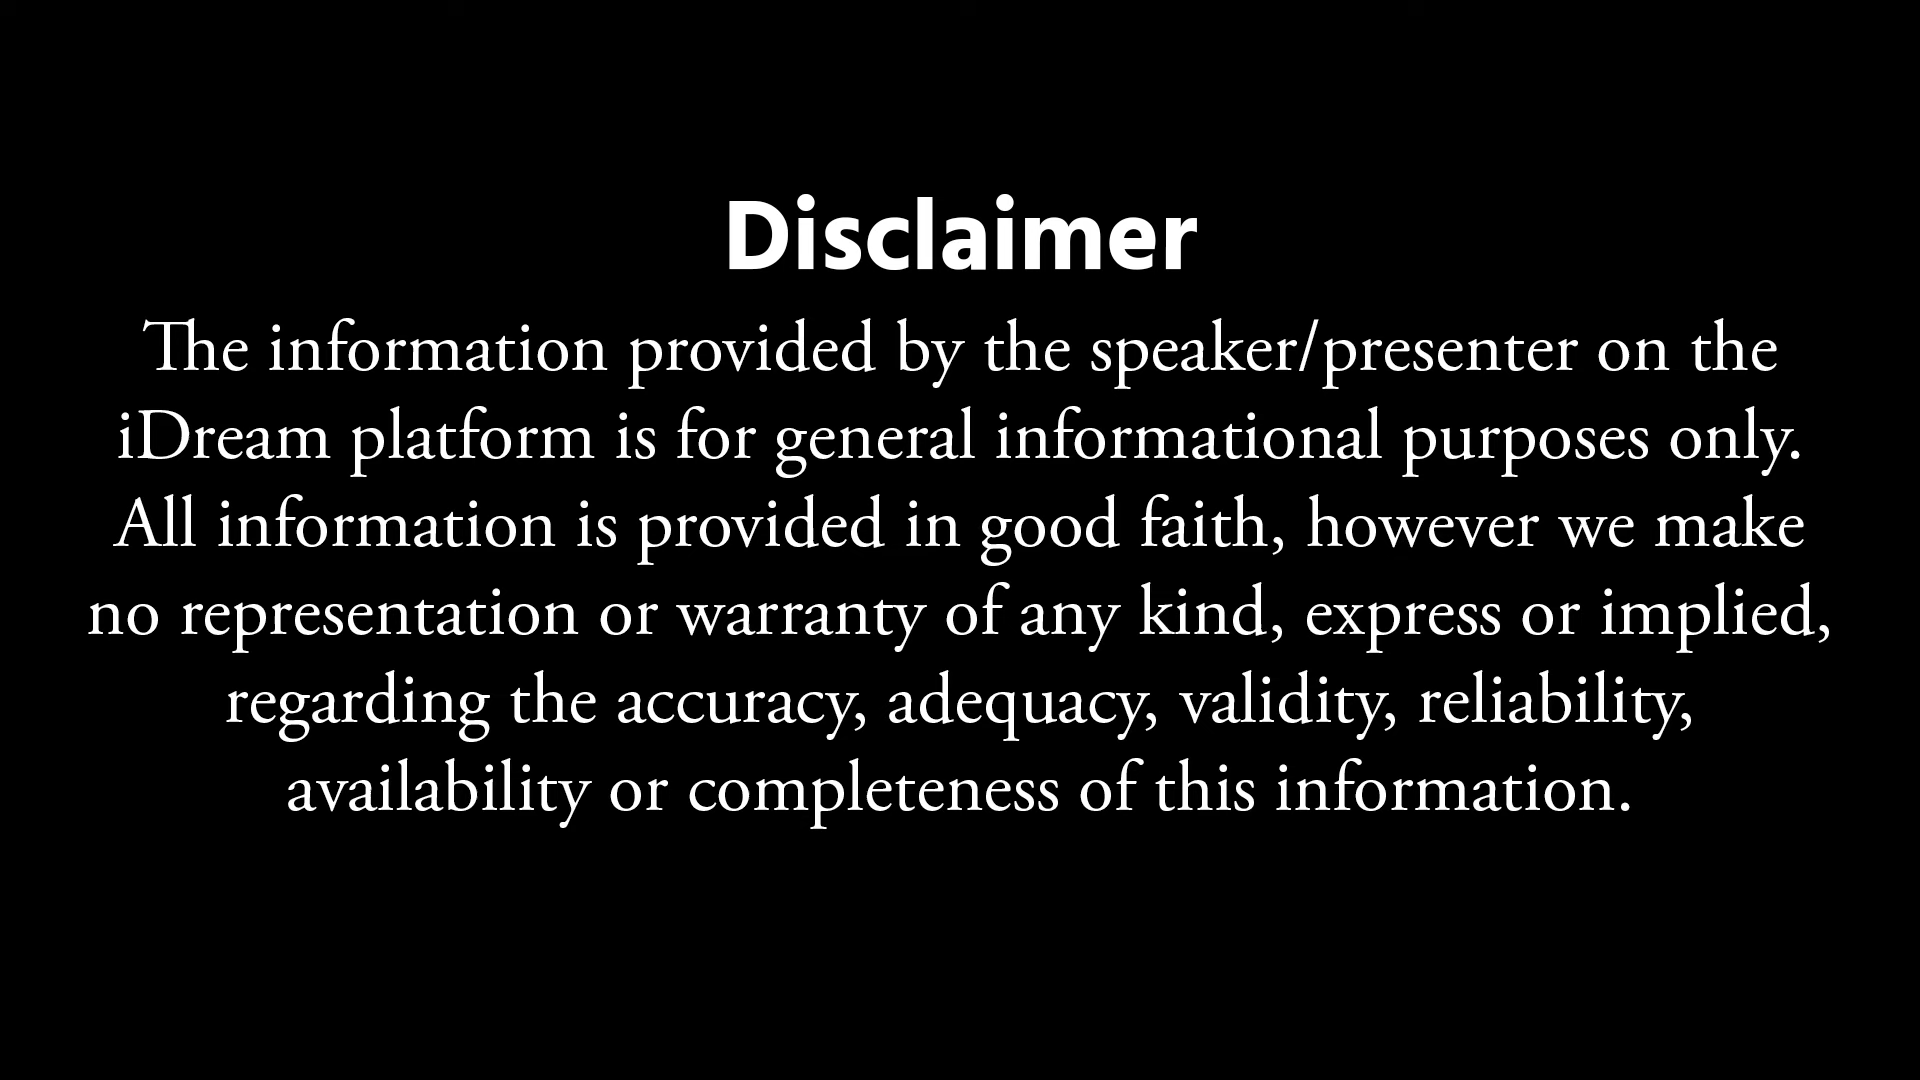 Disclaimer
The information provided by the speaker/presenter on the
iDream platform is for general informational purposes only.
All information is provided in good faith, however we make
no representation or warranty of any kind, express or implied,
regarding the accuracy, adequacy, validity, reliability,
availability or completeness of this information.